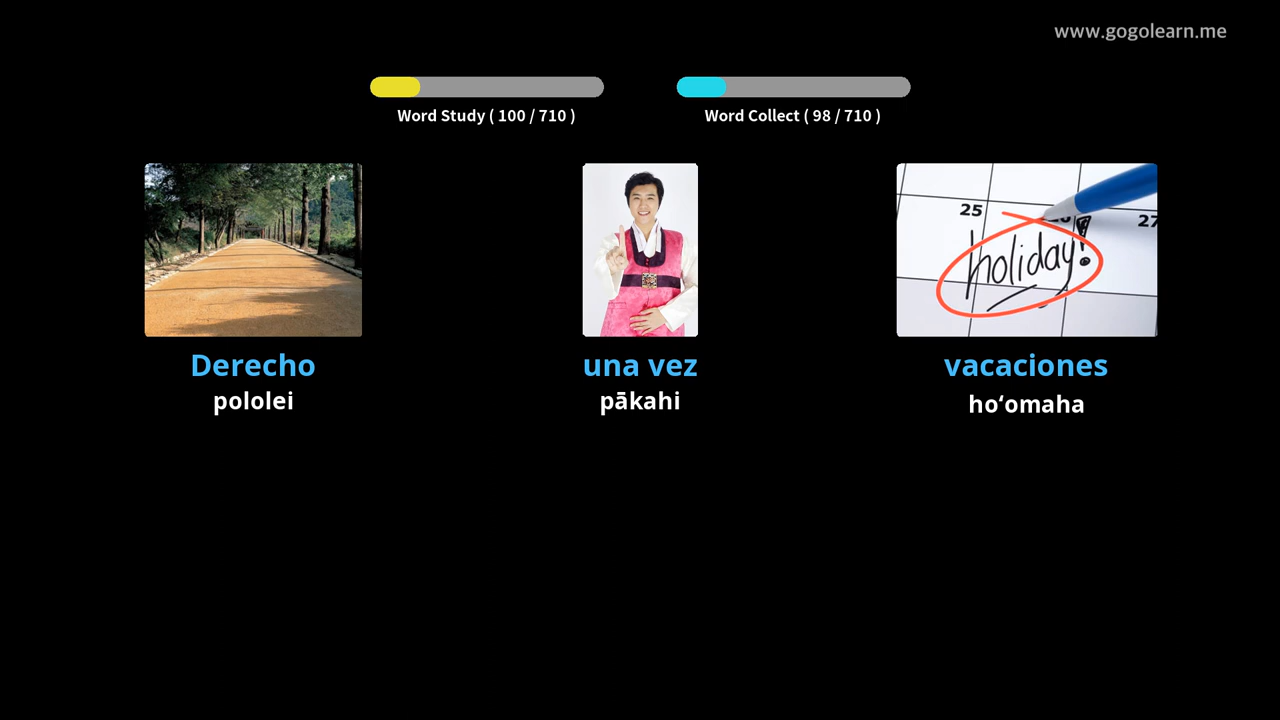 www.gogolearn.me
Word Study ( 100 / 710 )
Word Collect ( 98 / 710 )
25
27
holiday!
Derecho
una vez
vacaciones
pololei
pākahi
hoʻomaha